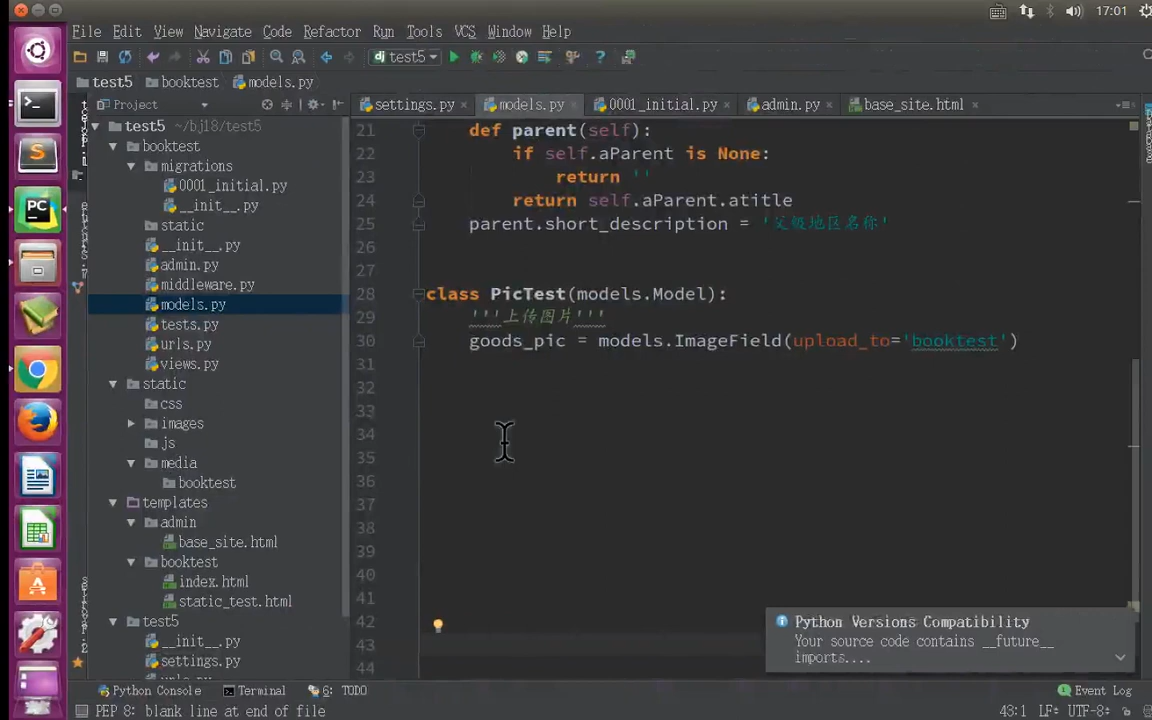 17:01
File Edit View Navigate Code Refactor Run Tools VCS Window Help
test5
test5 booktest models.py
Project
settings.py models.py 0001_initial.py admin.py base_site.html
test5 ~/bj18/test5
booktest
migrations
0001_initial.py
__init__.py
static
__init__.py
admin.py
middleware.py
models.py
tests.py
urls.py
views.py
static
css
images
js
media
booktest
templates
admin
base_site.html
booktest
index.html
static_test.html
test5
__init__.py
settings.py
21 def parent(self):
22 if self.aParent is None:
23 return ''
24 return self.aParent.atitle
25 parent.short_description = '父级地区名称'
26
27
28 class PicTest(models.Model):
29 '''上传图片'''
30 goods_pic = models.ImageField(upload_to='booktest')
31
32
33
34
35
36
37
38
39
40
41
42
43
44
Python Versions Compatibility
Your source code contains __future__
imports....
Python Console Terminal 6: TODO Event Log
PEP 8: blank line at end of file 43:1 LF÷ UTF-8÷